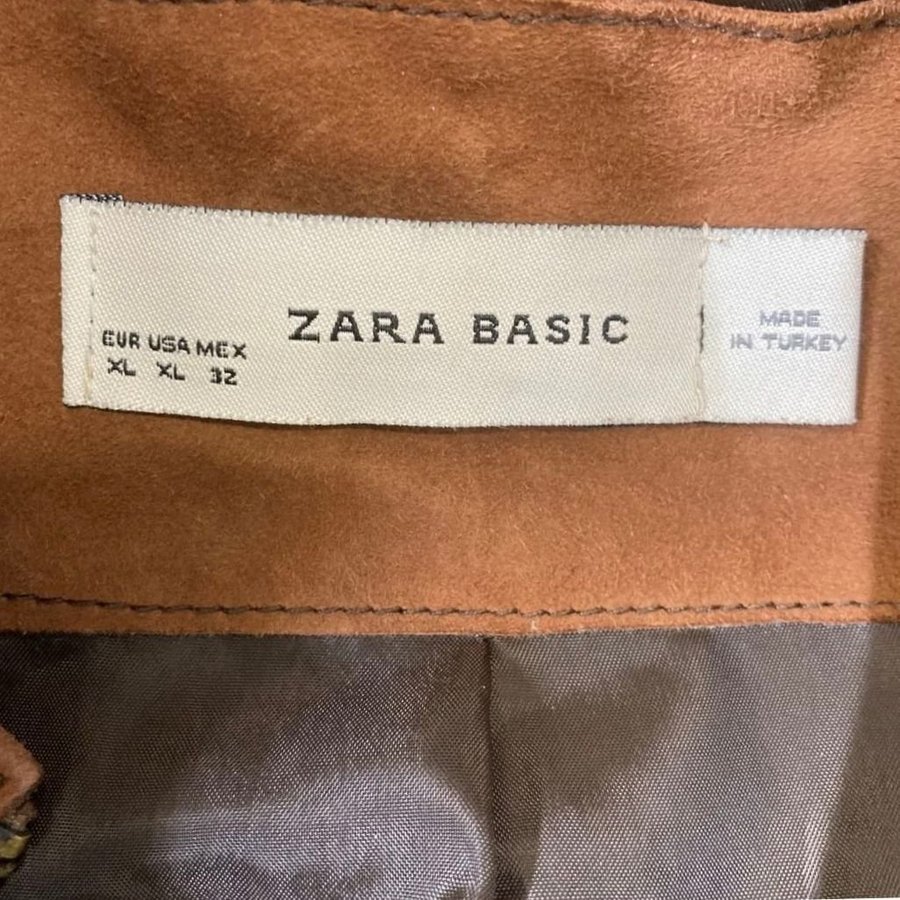 EUR USA MEX
XL XL 32
ZARA BASIC
MADE
IN TURKEY